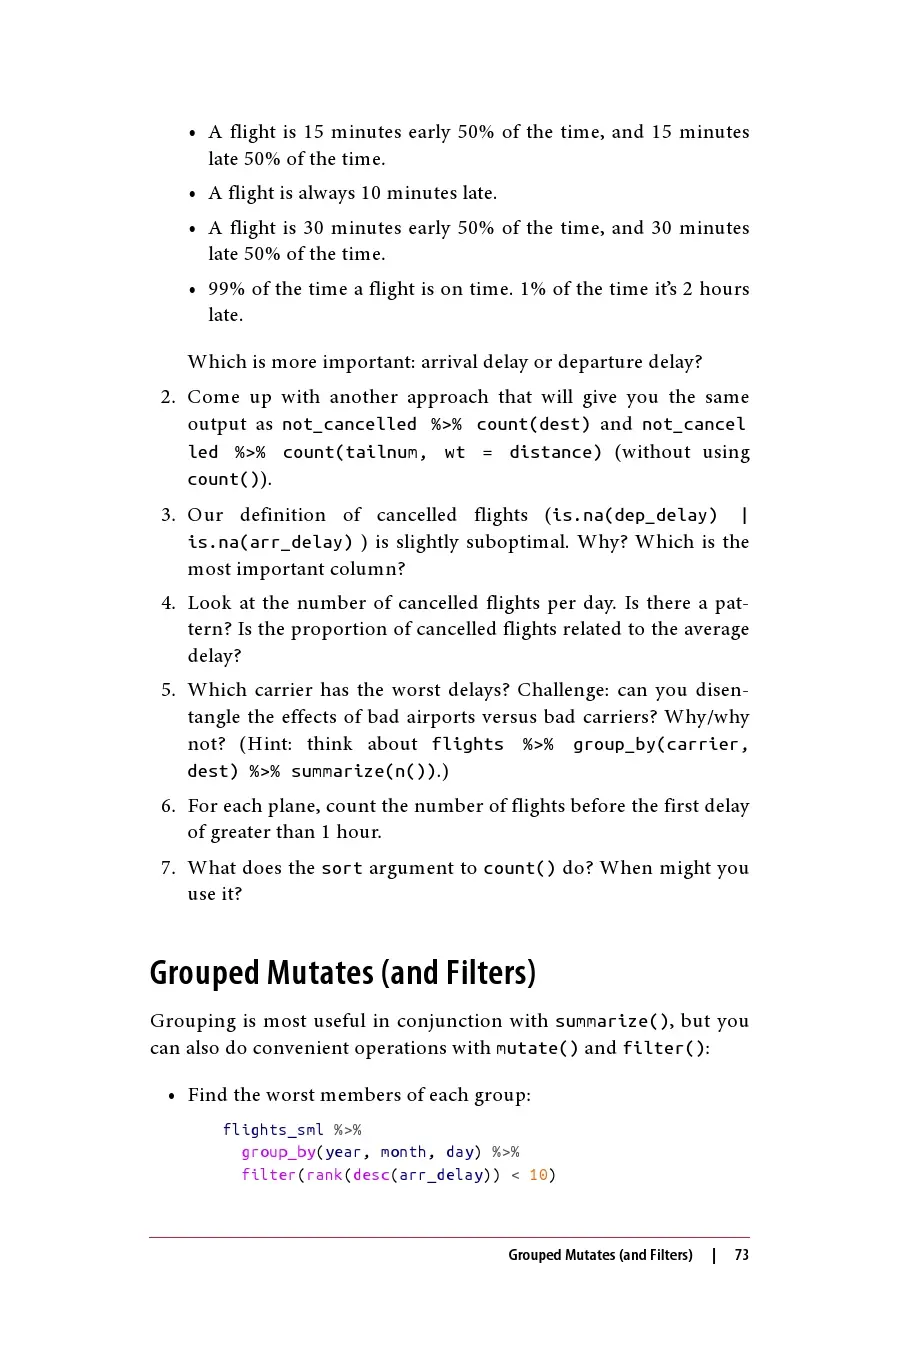 • A flight is 15 minutes early 50% of the time, and 15 minutes
late 50% of the time.
• A flight is always 10 minutes late.
• A flight is 30 minutes early 50% of the time, and 30 minutes
late 50% of the time.
• 99% of the time a flight is on time. 1% of the time it’s 2 hours
late.
Which is more important: arrival delay or departure delay?
2. Come up with another approach that will give you the same
output as not_cancelled %>% count(dest) and not_cancel
led %>% count(tailnum, wt = distance) (without using
count()).
3. Our definition of cancelled flights (is.na(dep_delay) |
is.na(arr_delay) ) is slightly suboptimal. Why? Which is the
most important column?
4. Look at the number of cancelled flights per day. Is there a pat-
tern? Is the proportion of cancelled flights related to the average
delay?
5. Which carrier has the worst delays? Challenge: can you disen-
tangle the effects of bad airports versus bad carriers? Why/why
not? (Hint: think about flights %>% group_by(carrier,
dest) %>% summarize(n()).)
6. For each plane, count the number of flights before the first delay
of greater than 1 hour.
7. What does the sort argument to count() do? When might you
use it?
Grouped Mutates (and Filters)
Grouping is most useful in conjunction with summarize(), but you
can also do convenient operations with mutate() and filter():
• Find the worst members of each group:
flights_sml %>%
group_by(year, month, day) %>%
filter(rank(desc(arr_delay)) < 10)
Grouped Mutates (and Filters) | 73